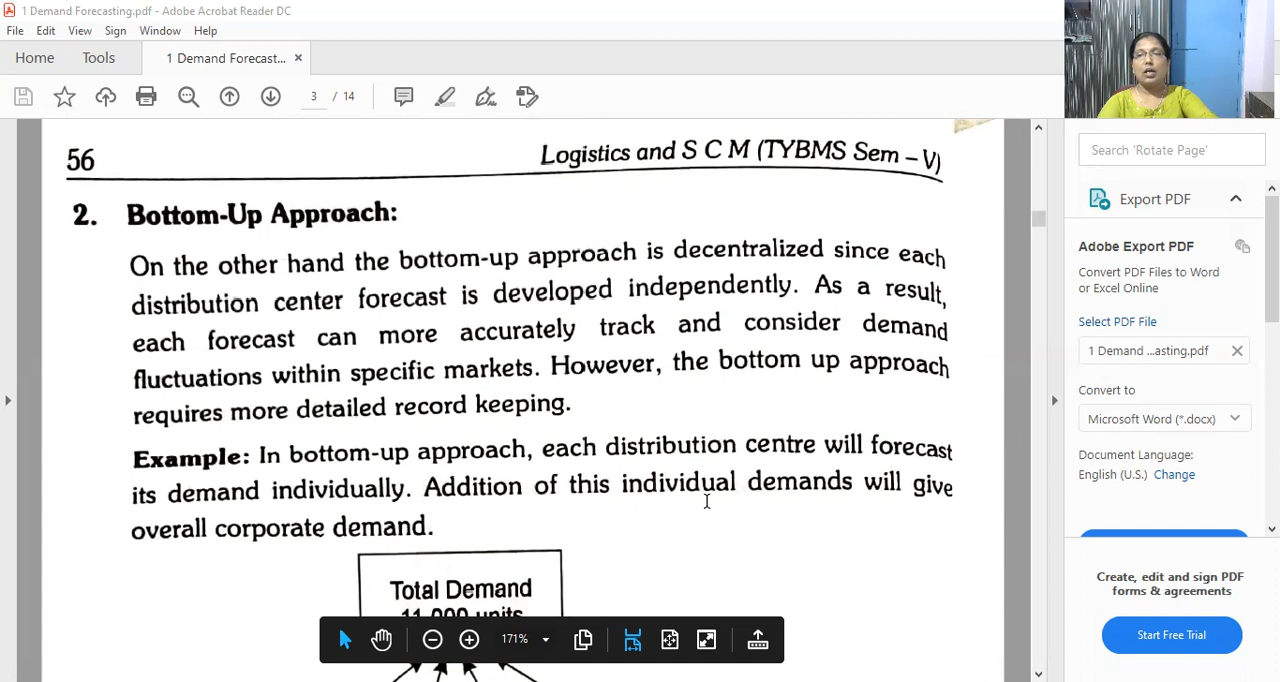 1 Demand Forecasting.pdf - Adobe Acrobat Reader DC
File Edit View Sign Window Help
Home Tools 1 Demand Forecast... ×
3 / 14
Search 'Rotate Page'
56 Logistics and S C M (TYBMS Sem – V)
2. Bottom-Up Approach:
On the other hand the bottom-up approach is decentralized since each
distribution center forecast is developed independently. As a result,
each forecast can more accurately track and consider demand
fluctuations within specific markets. However, the bottom up approach
requires more detailed record keeping.
Example: In bottom-up approach, each distribution centre will forecast
its demand individually. Addition of this individual demands will give
overall corporate demand.
Total Demand
11,000 units
171%
Export PDF
Adobe Export PDF
Convert PDF Files to Word
or Excel Online
Select PDF File
1 Demand ...asting.pdf
Convert to
Microsoft Word (*.docx)
Document Language:
English (U.S.) Change
Create, edit and sign PDF
forms & agreements
Start Free Trial